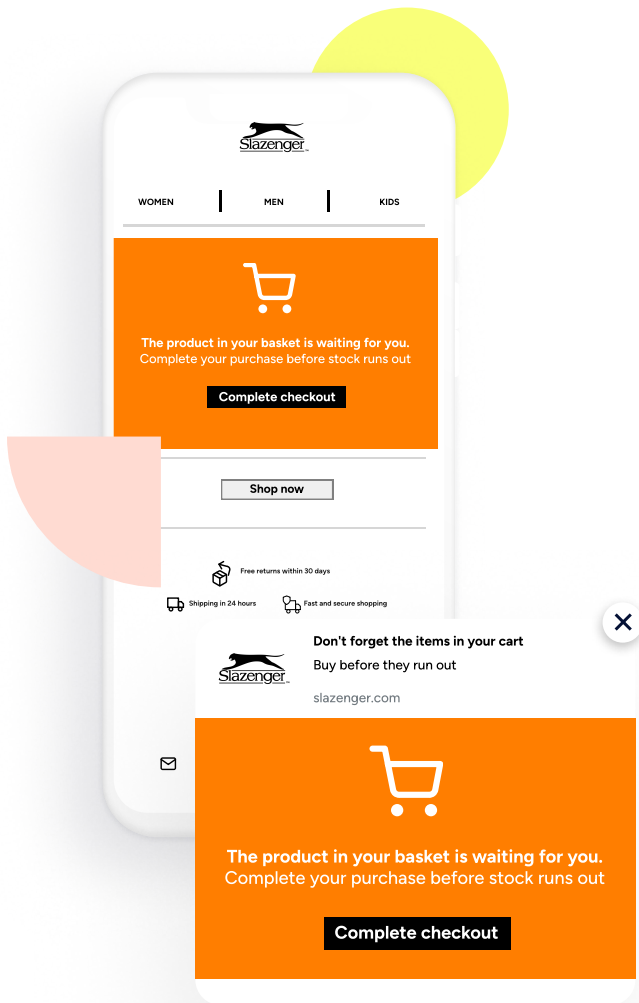 Slazenger
WOMEN
MEN
KIDS
The product in your basket is waiting for you.
Complete your purchase before stock runs out
Complete checkout
Shop now
Free returns within 30 days
Shipping in 24 hours
Fast and secure shopping
Slazenger
Don't forget the items in your cart
Buy before they run out
slazenger.com
The product in your basket is waiting for you.
Complete your purchase before stock runs out
Complete checkout